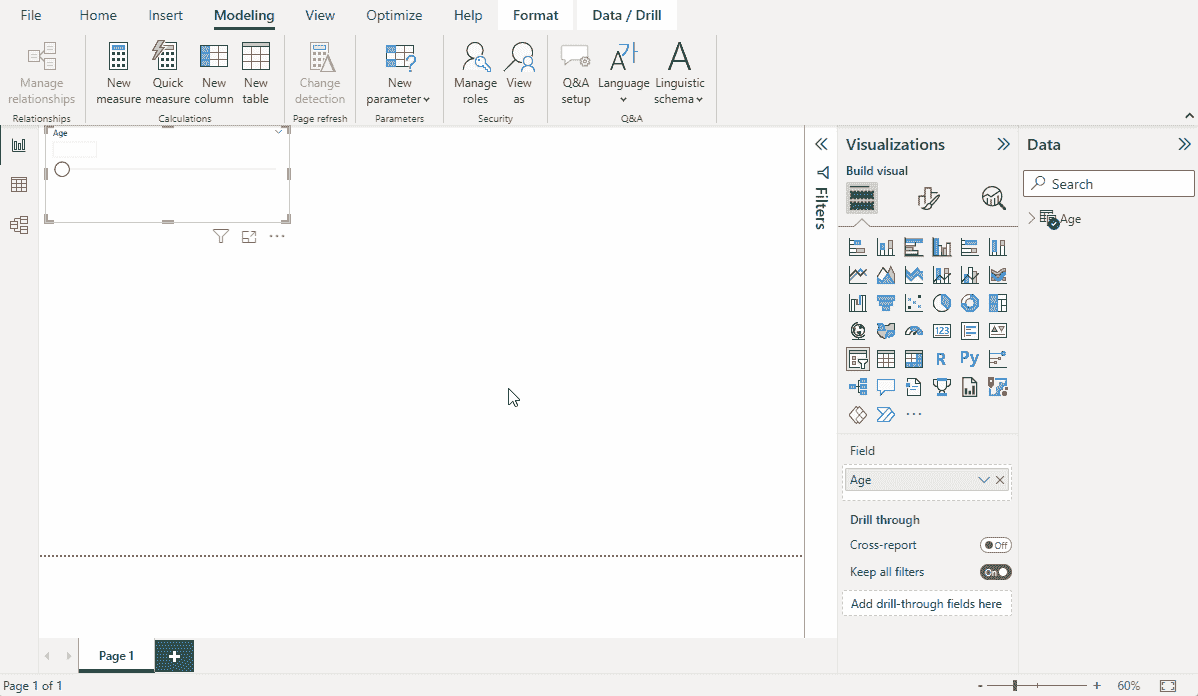 File Home Insert Modeling View Optimize Help Format Data / Drill
Manage relationships
New measure
Quick measure
New column
New table
Change detection
New parameter
Manage roles
View as
Q&A setup
Language
Linguistic schema
Relationships
Calculations
Page refresh
Parameters
Security
Q&A
Age
Filters
Visualizations
Build visual
123
R
Py
Field
Age
Drill through
Cross-report
Off
Keep all filters
On
Add drill-through fields here
Data
Search
Age
Page 1
Page 1 of 1
60%